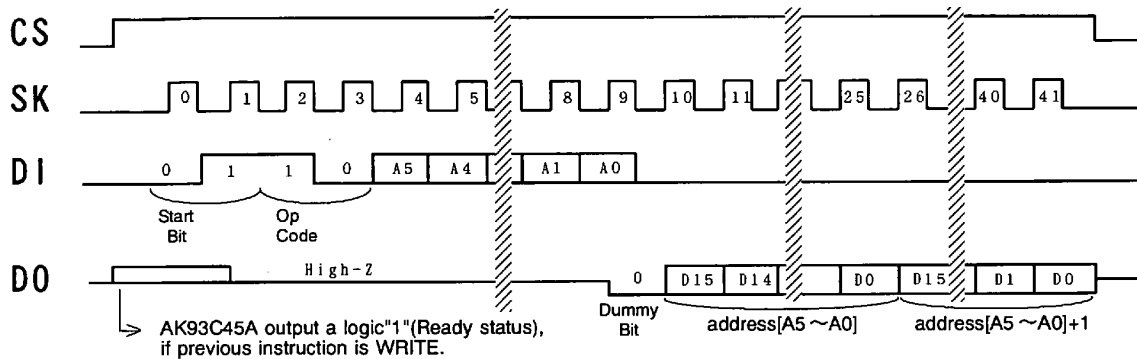 CS
SK 0 1 2 3 4 5 8 9 10 11 25 26 40 41
DI 0 1 1 0 A5 A4 A1 A0
Start Bit
Op Code
DO High-Z 0 D15 D14 D0 D15 D1 D0
Dummy Bit
address[A5 ~A0]
address[A5 ~A0]+1
AK93C45A output a logic"1"(Ready status),
if previous instruction is WRITE.